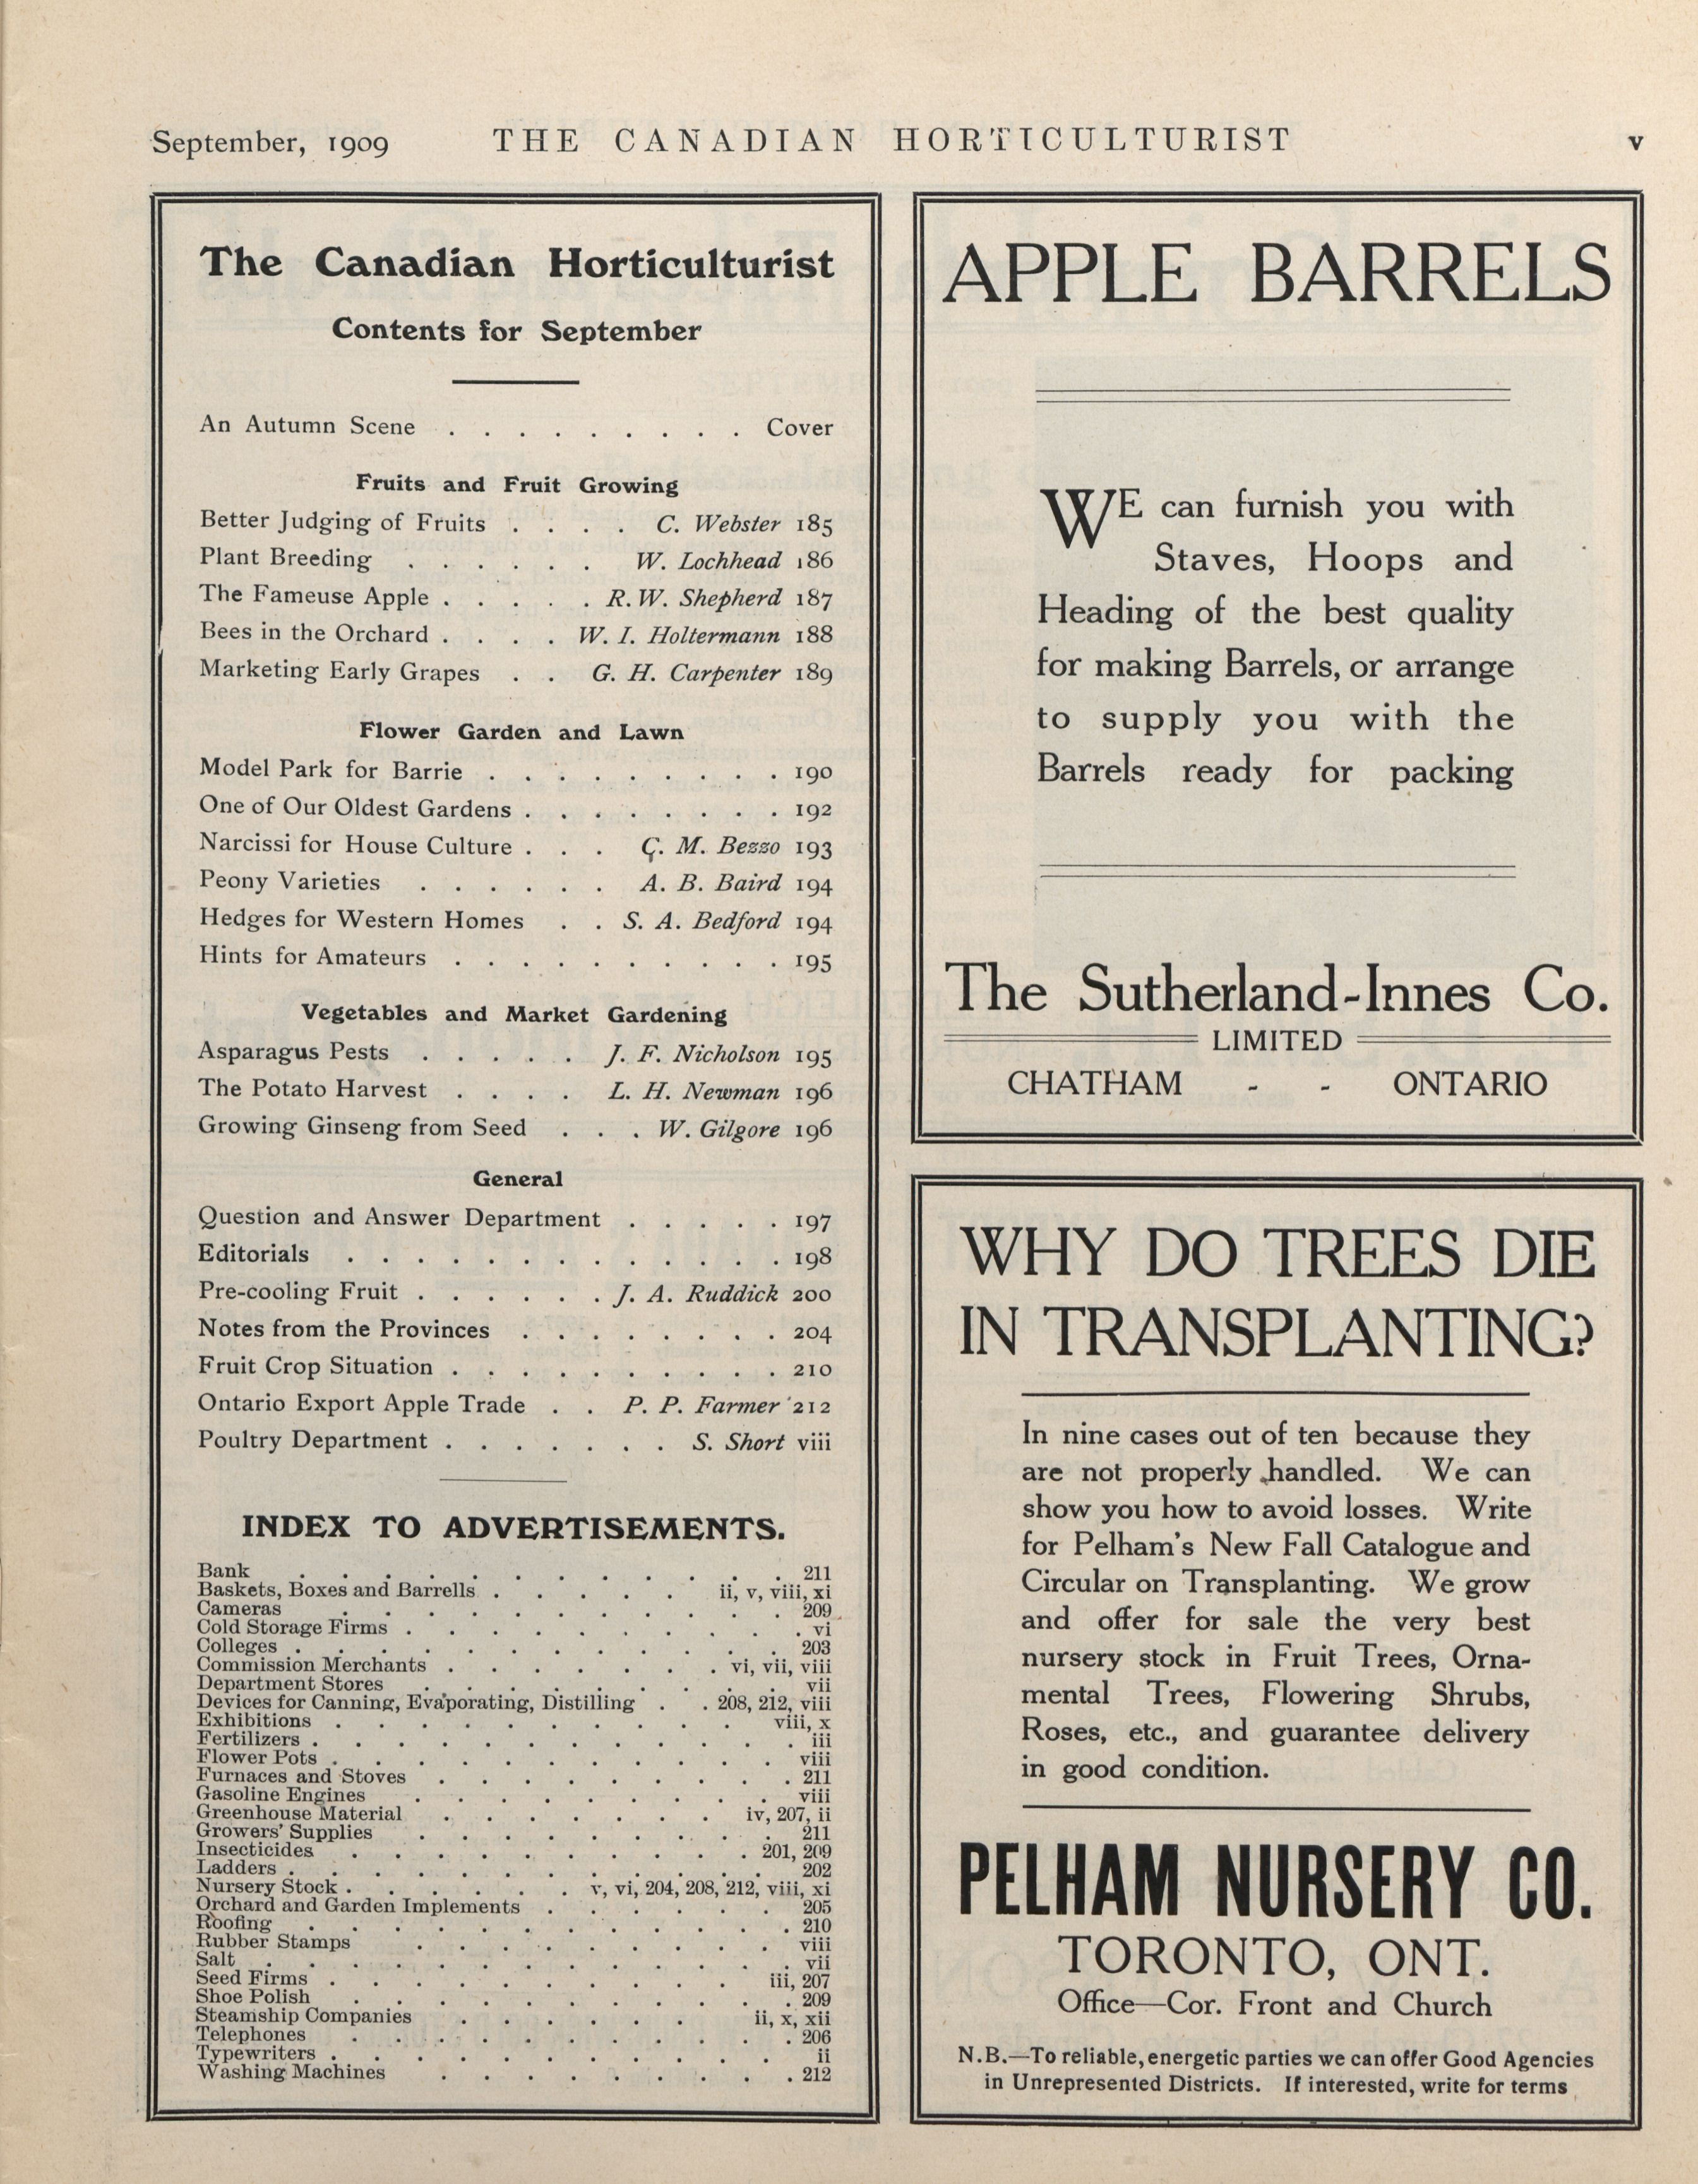 September, 1909 THE CANADIAN HORTICULTURIST v
The Canadian Horticulturist
Contents for September
An Autumn Scene . . . . . . . . . Cover
Fruits and Fruit Growing
Better Judging of Fruits . . . . C. Webster 185
Plant Breeding . . . . . . W. Lochhead 186
The Fameuse Apple . . . . . R. W. Shepherd 187
Bees in the Orchard . . . . W. I. Holtermann 188
Marketing Early Grapes . . G. H. Carpenter 189
Flower Garden and Lawn
Model Park for Barrie . . . . . . . . . 190
One of Our Oldest Gardens . . . . . . . . 192
Narcissi for House Culture . . . C. M. Bezzo 193
Peony Varieties . . . . . . A. B. Baird 194
Hedges for Western Homes . . S. A. Bedford 194
Hints for Amateurs . . . . . . . . . . 195
Vegetables and Market Gardening
Asparagus Pests . . . . . J. F. Nicholson 195
The Potato Harvest . . . . L. H. Newman 196
Growing Ginseng from Seed . . . W. Gilgore 196
General
Question and Answer Department . . . . . 197
Editorials . . . . . . . . . . . . . 198
Pre-cooling Fruit . . . . . . J. A. Ruddick 200
Notes from the Provinces . . . . . . . . 204
Fruit Crop Situation . . . . . . . . . . 210
Ontario Export Apple Trade . . P. P. Farmer 212
Poultry Department . . . . . . . S. Short viii
INDEX TO ADVERTISEMENTS.
Bank . . . . . . . . . . . . 211
Baskets, Boxes and Barrells . . . . . ii, v, viii, xi
Cameras . . . . . . . . . . . 209
Cold Storage Firms . . . . . . . . . . vi
Colleges . . . . . . . . . . . . 203
Commission Merchants . . . . . . . vi, vii, viii
Department Stores . . . . . . . . . vii
Devices for Canning, Evaporating, Distilling . . 208, 212, viii
Exhibitions . . . . . . . . . . viii, x
Fertilizers . . . . . . . . . . . . iii
Flower Pots . . . . . . . . . . . viii
Furnaces and Stoves . . . . . . . . . 211
Gasoline Engines . . . . . . . . . viii
Greenhouse Material . . . . . . . iv, 207, ii
Growers' Supplies . . . . . . . . . 211
Insecticides . . . . . . . . . . 201, 209
Ladders . . . . . . . . . . . . 202
Nursery Stock . . . . . . v, vi, 204, 208, 212, viii, xi
Orchard and Garden Implements . . . . . . 205
Roofing . . . . . . . . . . . . 210
Rubber Stamps . . . . . . . . . viii
Salt . . . . . . . . . . . . . vii
Seed Firms . . . . . . . . . . iii, 207
Shoe Polish . . . . . . . . . . . 209
Steamship Companies . . . . . . . ii, x, xii
Telephones . . . . . . . . . . . 206
Typewriters . . . . . . . . . . . ii
Washing Machines . . . . . . . . . 212
APPLE BARRELS
WE can furnish you with
Staves, Hoops and
Heading of the best quality
for making Barrels, or arrange
to supply you with the
Barrels ready for packing
The Sutherland-Innes Co.
LIMITED
CHATHAM - - ONTARIO
WHY DO TREES DIE
IN TRANSPLANTING?
In nine cases out of ten because they
are not properly handled. We can
show you how to avoid losses. Write
for Pelham's New Fall Catalogue and
Circular on Transplanting. We grow
and offer for sale the very best
nursery stock in Fruit Trees, Orna-
mental Trees, Flowering Shrubs,
Roses, etc., and guarantee delivery
in good condition.
PELHAM NURSERY CO.
TORONTO, ONT.
Office—Cor. Front and Church
N.B.—To reliable, energetic parties we can offer Good Agencies
in Unrepresented Districts. If interested, write for terms